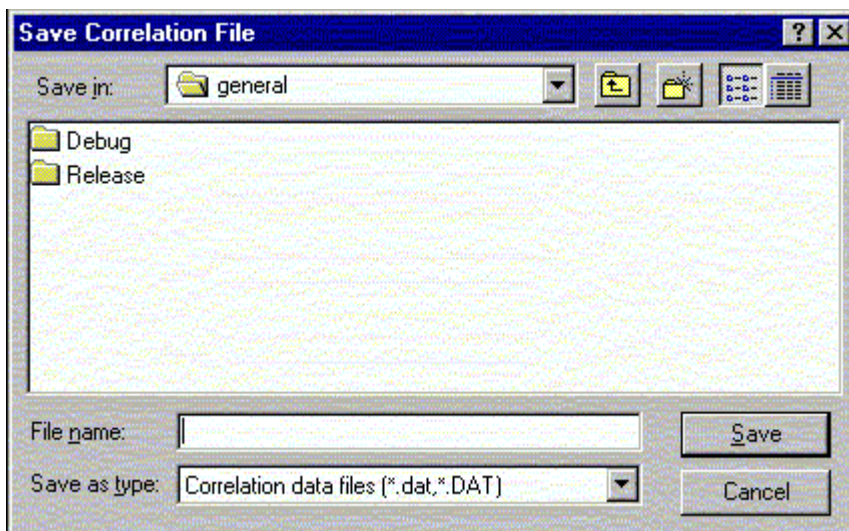 Save Correlation File
Save in: general
Debug
Release
File name: Save
Save as type: Correlation data files (*.dat,*.DAT) Cancel